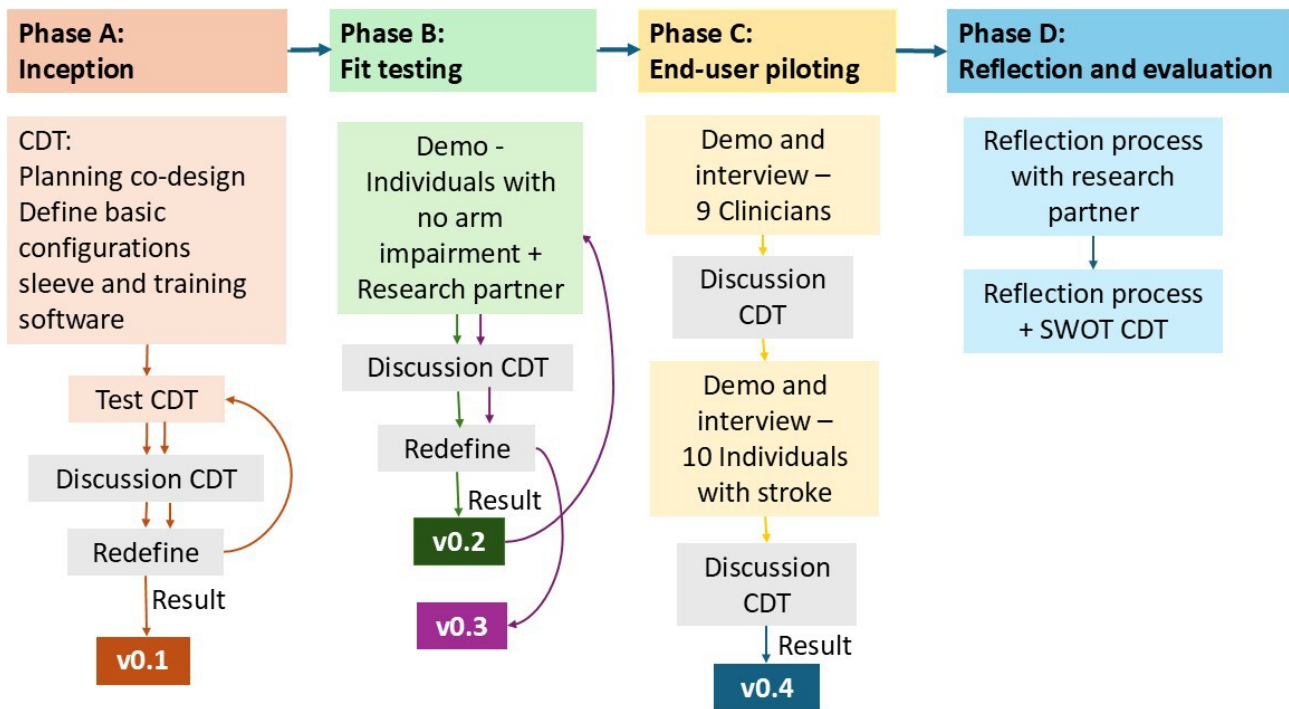 Phase A:
Inception
Phase B:
Fit testing
Phase C:
End-user piloting
Phase D:
Reflection and evaluation
CDT:
Planning co-design
Define basic
configurations
sleeve and training
software
Test CDT
Discussion CDT
Redefine
Result
v0.1
Demo -
Individuals with
no arm
impairment +
Research partner
Discussion CDT
Redefine
Result
v0.2
v0.3
Demo and
interview –
9 Clinicians
Discussion
CDT
Demo and
interview –
10 Individuals
with stroke
Discussion
CDT
Result
v0.4
Reflection process
with research
partner
Reflection process
+ SWOT CDT